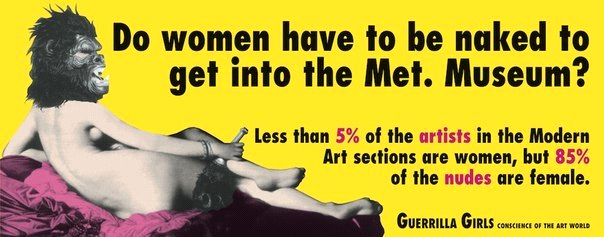 Do women have to be naked to
get into the Met. Museum?
Less than 5% of the artists in the Modern
Art sections are women, but 85%
of the nudes are female.
GUERRILLA GIRLS CONSCIENCE OF THE ART WORLD